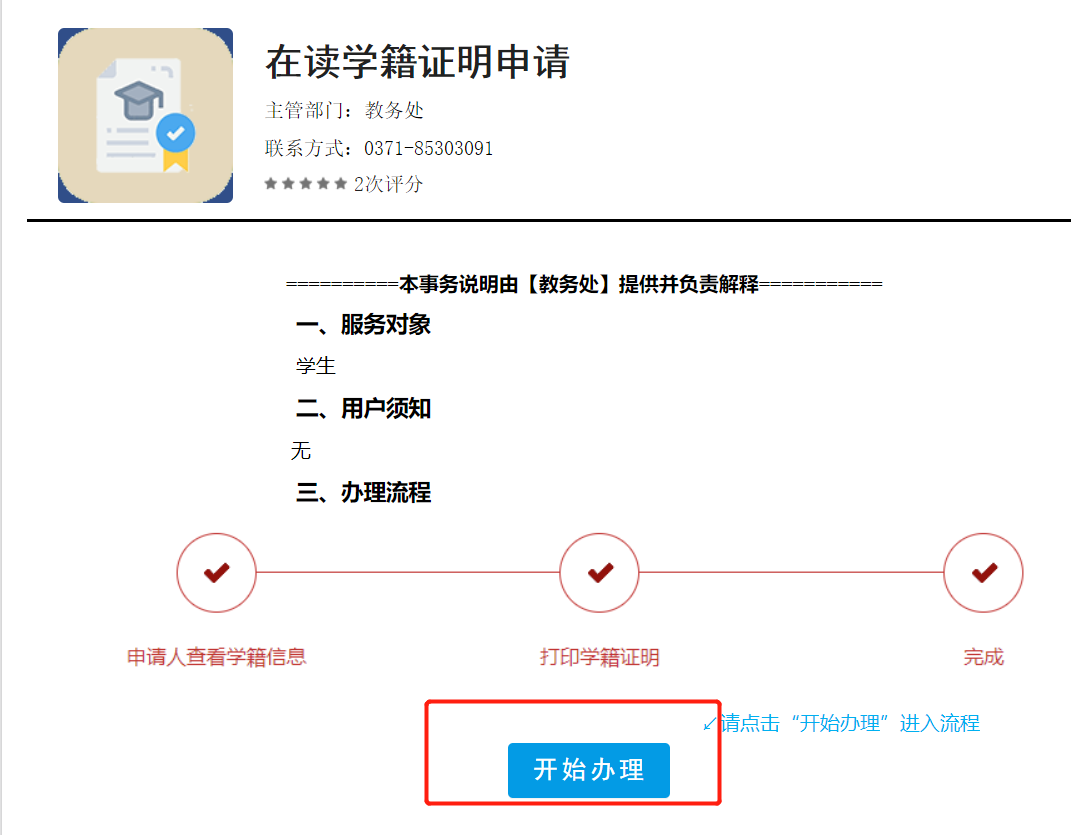 在读学籍证明申请
主管部门：教务处
联系方式：0371-85303091
2次评分
==========本事务说明由【教务处】提供并负责解释===========
一、服务对象
学生
二、用户须知
无
三、办理流程
申请人查看学籍信息 打印学籍证明 完成
↙请点击“开始办理”进入流程
开始办理